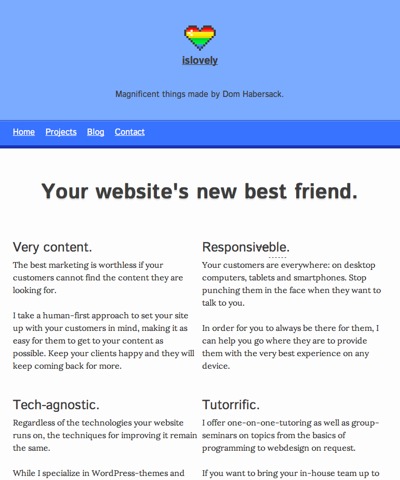 islovely
Magnificent things made by Dom Habersack.
Home Projects Blog Contact
Your website's new best friend.
Very content.
The best marketing is worthless if your
customers cannot find the content they are
looking for.
I take a human-first approach to set your site
up with your customers in mind, making it as
easy for them to get to your content as
possible. Keep your clients happy and they will
keep coming back for more.
Responsiveble.
Your customers are everywhere: on desktop
computers, tablets and smartphones. Stop
punching them in the face when they want to
talk to you.
In order for you to always be there for them, I
can help you go where they are to provide
them with the very best experience on any
device.
Tech-agnostic.
Regardless of the technologies your website
runs on, the techniques for improving it remain
the same.
While I specialize in WordPress-themes and
Tutorrific.
I offer one-on-one-tutoring as well as group-
seminars on topics from the basics of
programming to webdesign on request.
If you want to bring your in-house team up to